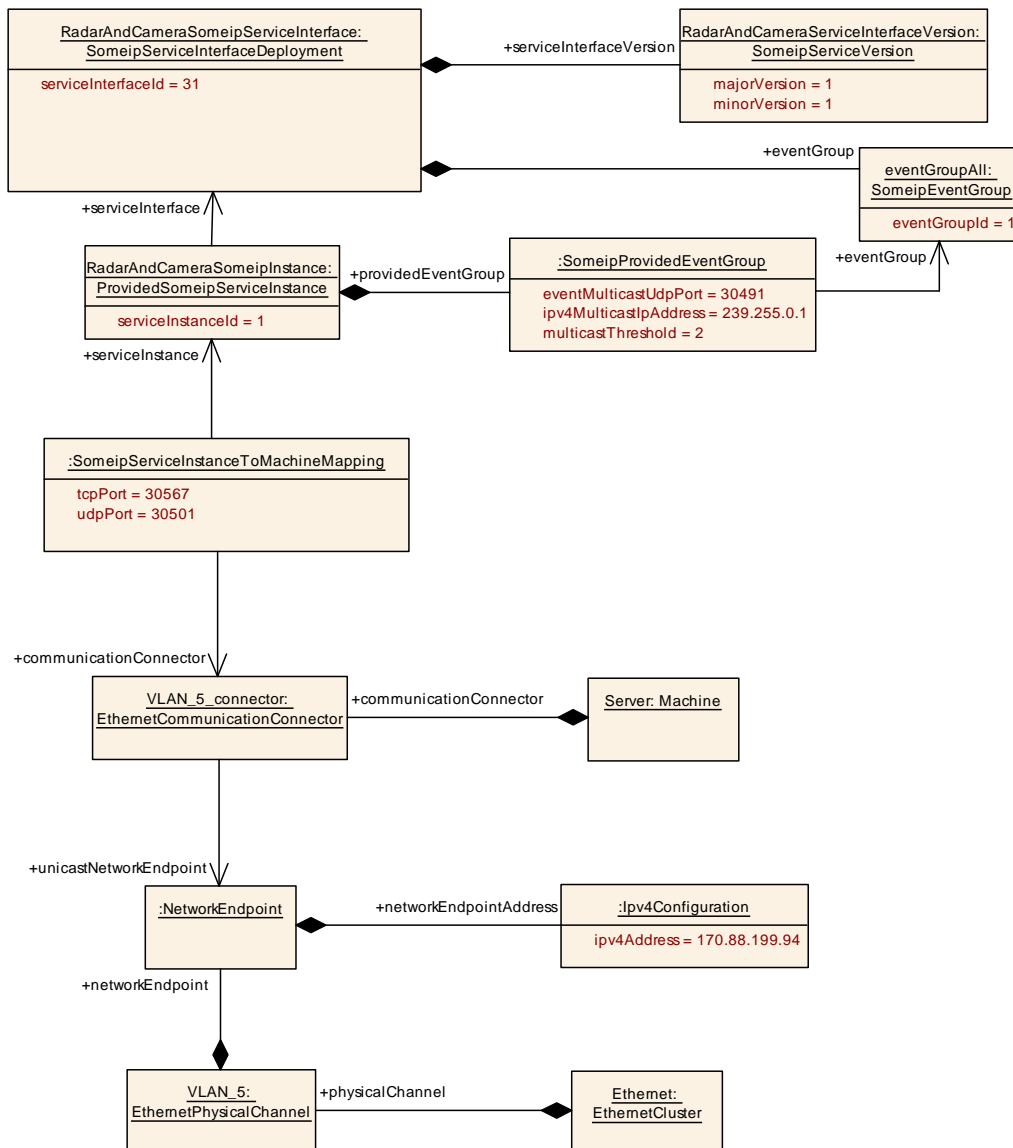 RadarAndCameraSomeipServiceInterface:
SomeipServiceInterfaceDeployment
serviceInterfaceId = 31
+serviceInterfaceVersion
RadarAndCameraServiceInterfaceVersion:
SomeipServiceVersion
majorVersion = 1
minorVersion = 1
+eventGroup
eventGroupAll:
SomeipEventGroup
eventGroupId = 1
+serviceInterface
RadarAndCameraSomeipInstance:
ProvidedSomeipServiceInstance
serviceInstanceId = 1
+providedEventGroup
:SomeipProvidedEventGroup
eventMulticastUdpPort = 30491
ipv4MulticastIpAddress = 239.255.0.1
multicastThreshold = 2
+eventGroup
+serviceInstance
:SomeipServiceInstanceToMachineMapping
tcpPort = 30567
udpPort = 30501
+communicationConnector
VLAN_5_connector:
EthernetCommunicationConnector
+communicationConnector
Server: Machine
+unicastNetworkEndpoint
:NetworkEndpoint
+networkEndpointAddress
:Ipv4Configuration
ipv4Address = 170.88.199.94
+networkEndpoint
VLAN_5:
EthernetPhysicalChannel
+physicalChannel
Ethernet:
EthernetCluster